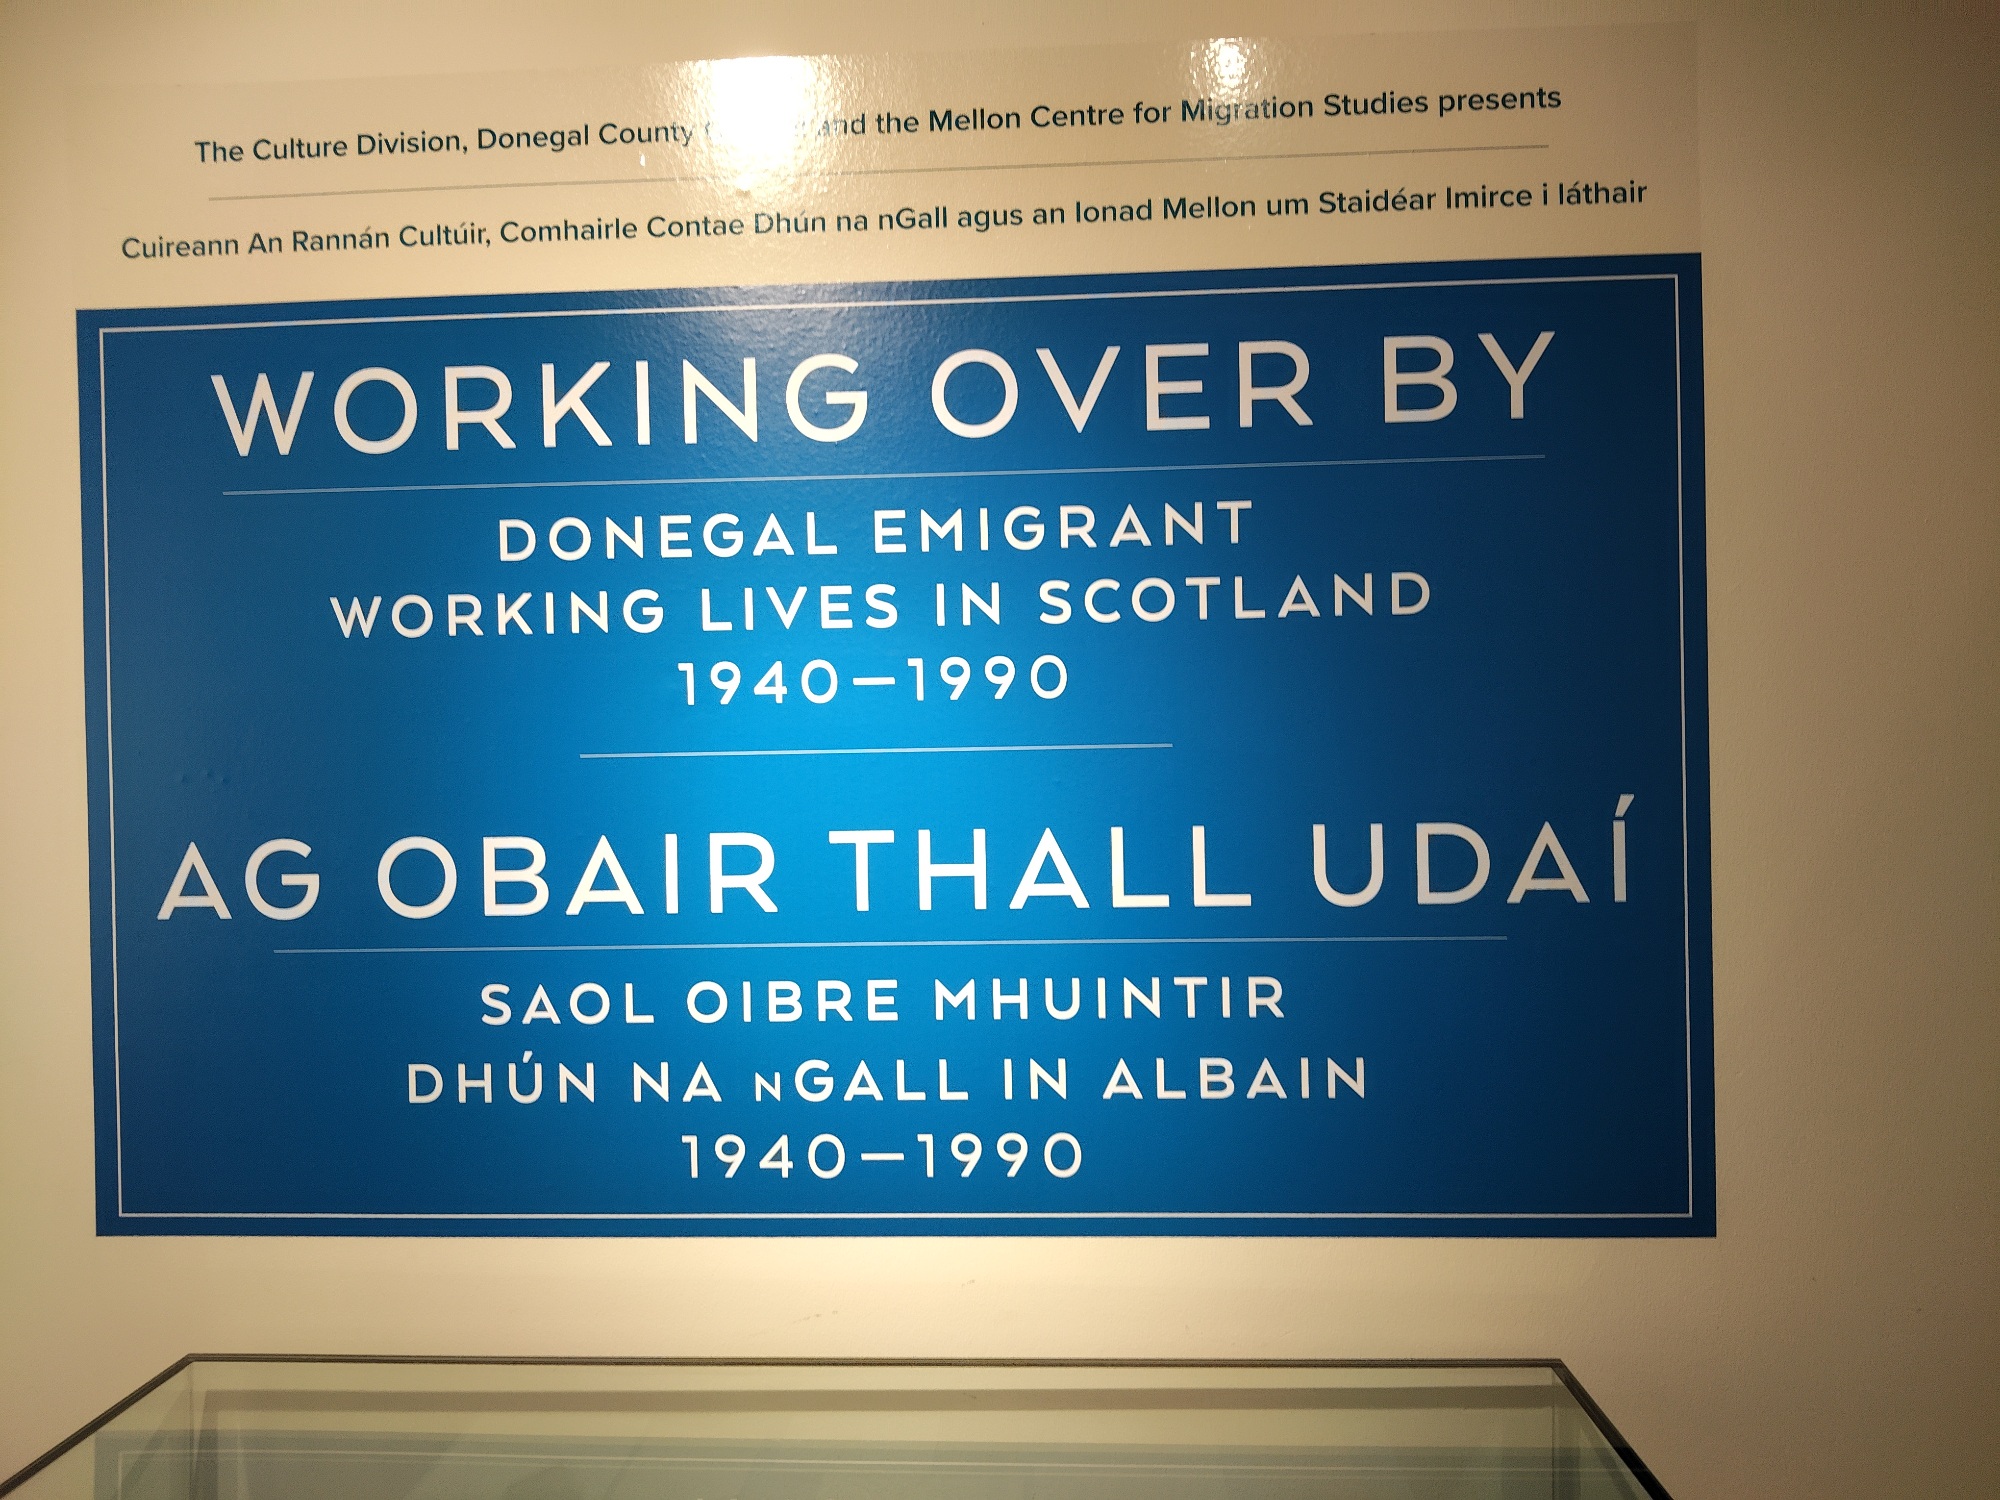 The Culture Division, Donegal County and the Mellon Centre for Migration Studies presents
Cuireann An Rannán Cultúir, Comhairle Contae Dhún na nGall agus an Ionad Mellon um Staidéar Imirce i láthair
WORKING OVER BY
DONEGAL EMIGRANT
WORKING LIVES IN SCOTLAND
1940—1990
AG OBAIR THALL UDAÍ
SAOL OIBRE MHUINTIR
DHÚN NA nGALL IN ALBAIN
1940—1990